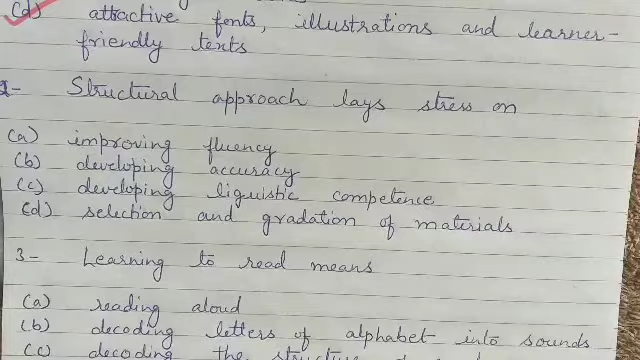 (d) attractive fonts, illustrations and learner-
friendly texts
2- Structural approach lays stress on
(a) improving fluency
(b) developing accuracy
(c) developing liguistic competence
(d) selection and gradation of materials
3- Learning to read means
(a) reading aloud
(b) decoding letters of alphabet into sounds
(c) decoding the structure